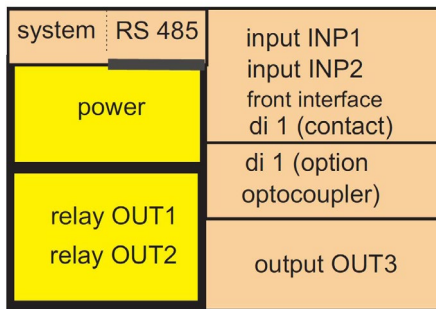 system RS 485
power
relay OUT1
relay OUT2
input INP1
input INP2
front interface
di 1 (contact)
di 1 (option
optocoupler)
output OUT3